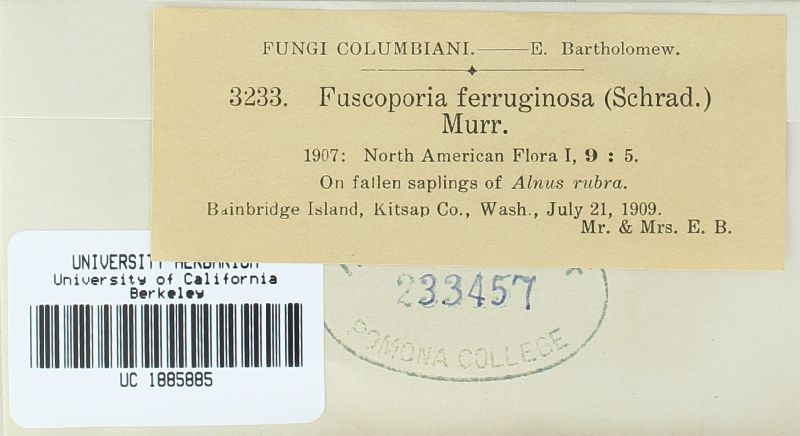 FUNGI COLUMBIANI.——E. Bartholomew.
3233. Fuscoporia ferruginosa (Schrad.)
Murr.
1907: North American Flora I, 9 : 5.
On fallen saplings of Alnus rubra.
Bainbridge Island, Kitsap Co., Wash., July 21, 1909.
Mr. & Mrs. E. B.
UNIVERSITY HERBARIUM
University of California
Berkeley
UC 1885885
233457
POMONA COLLEGE